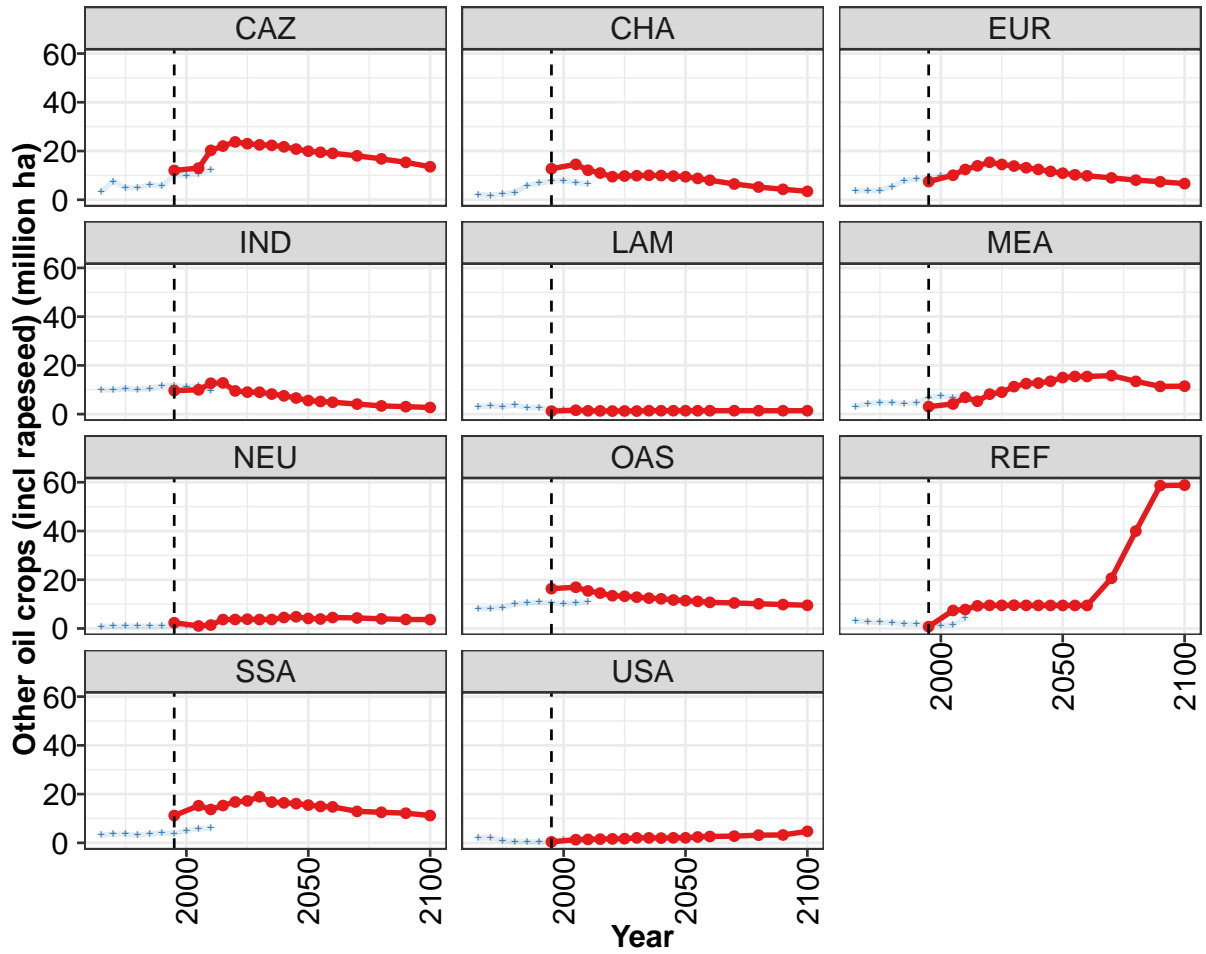 Other oil crops (incl rapeseed) (million ha)
CAZ CHA EUR
60
40
20
0
IND LAM MEA
60
40
20
0
NEU OAS REF
60
40
20
0
2000 2050 2100
SSA USA
60
40
20
0
2000 2050 2100 2000 2050 2100
Year